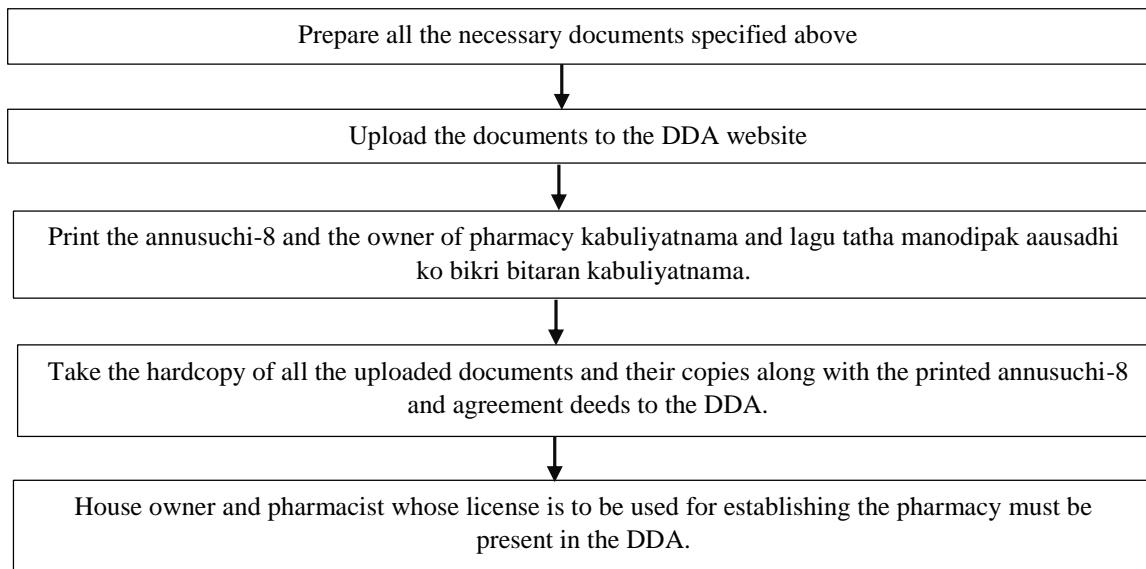 Prepare all the necessary documents specified above
Upload the documents to the DDA website
Print the annusuchi-8 and the owner of pharmacy kabuliyatnama and lagu tatha manodipak aausadhi
ko bikri bitaran kabuliyatnama.
Take the hardcopy of all the uploaded documents and their copies along with the printed annusuchi-8
and agreement deeds to the DDA.
House owner and pharmacist whose license is to be used for establishing the pharmacy must be
present in the DDA.